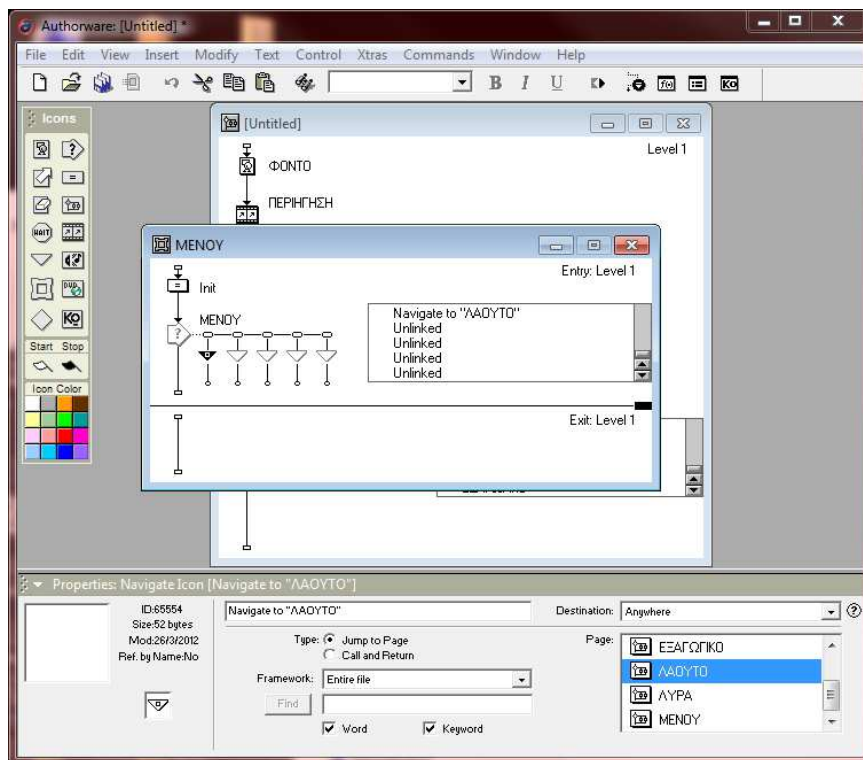 Authorware: [Untitled] *
File Edit View Insert Modify Text Control Xtras Commands Window Help
B I U
Icons
[Untitled]
Level 1
ΦΟΝΤΟ
ΠΕΡΙΗΓΗΣΗ
WAIT
ΜΕΝΟΥ
Entry: Level 1
Init
ΜΕΝΟΥ
Navigate to "ΛΑΟΥΤΟ"
Unlinked
Unlinked
Unlinked
Unlinked
Exit: Level 1
Start Stop
Icon Color
Properties: Navigate Icon [Navigate to "ΛΑΟΥΤΟ"]
ID:65554
Size:52 bytes
Mod:26/3/2012
Ref. by Name:No
Navigate to "ΛΑΟΥΤΟ"
Destination: Anywhere
Type: Jump to Page
Call and Return
Page: ΕΞΑΓΩΓΙΚΟ
ΛΑΟΥΤΟ
ΛΥΡΑ
ΜΕΝΟΥ
Framework: Entire file
Find
Word Keyword